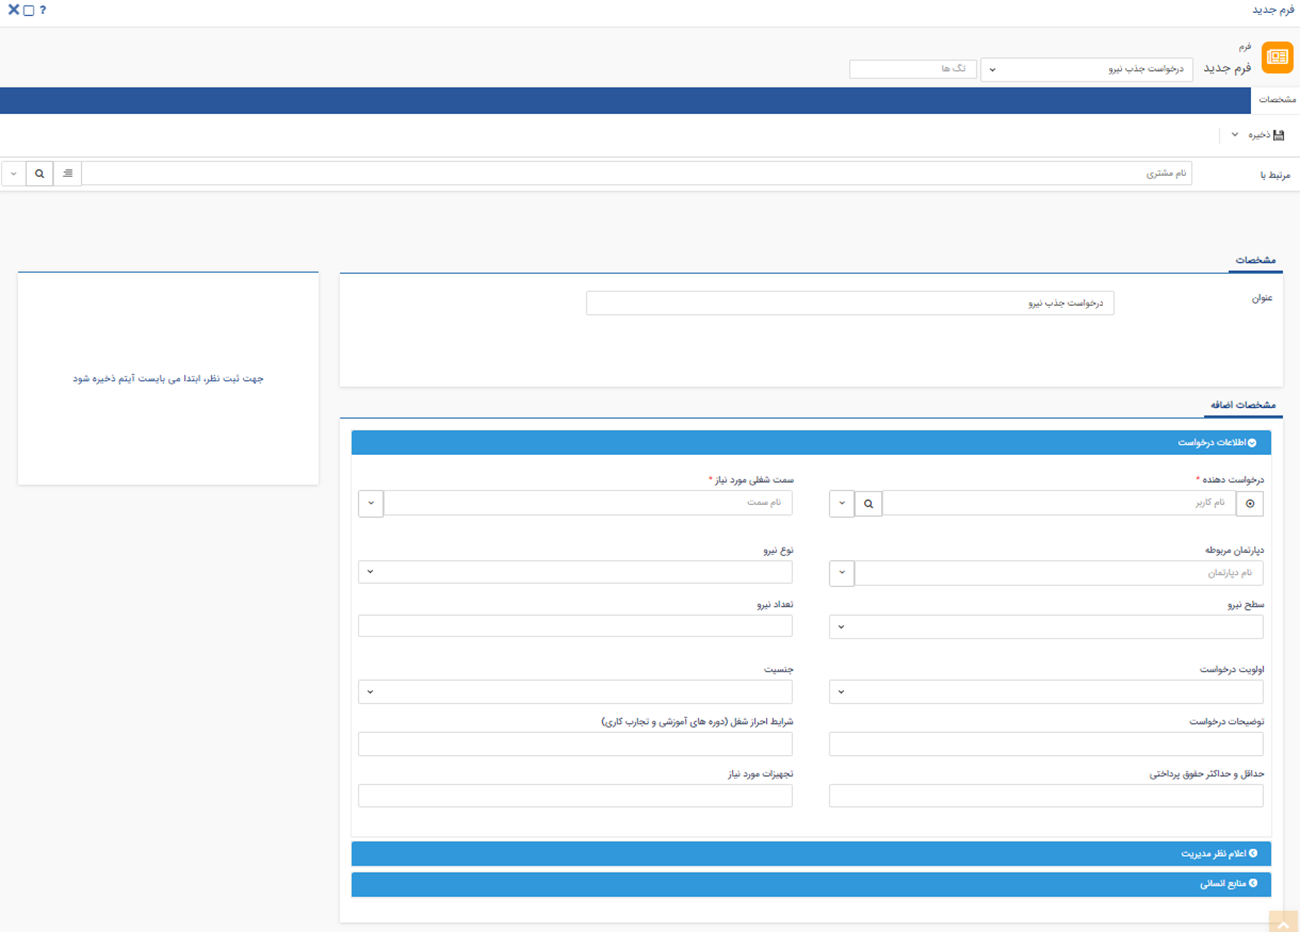 فرم جدید
?
فرم
فرم جدید
درخواست جذب نیرو
تگ ها
مشخصات
ذخیره
مرتبط با
نام مشتری
مشخصات
عنوان
درخواست جذب نیرو
جهت ثبت نظر، ابتدا می بایست آیتم ذخیره شود
مشخصات اضافه
اطلاعات درخواست
درخواست دهنده *
نام کاربر
سمت شغلی مورد نیاز *
نام سمت
دپارتمان مربوطه
نام دپارتمان
نوع نیرو
سطح نیرو
تعداد نیرو
اولویت درخواست
جنسیت
توضیحات درخواست
شرایط احراز شغل (دوره های آموزشی و تجارب کاری)
حداقل و حداکثر حقوق پرداختی
تجهیزات مورد نیاز
اعلام نظر مدیریت
منابع انسانی